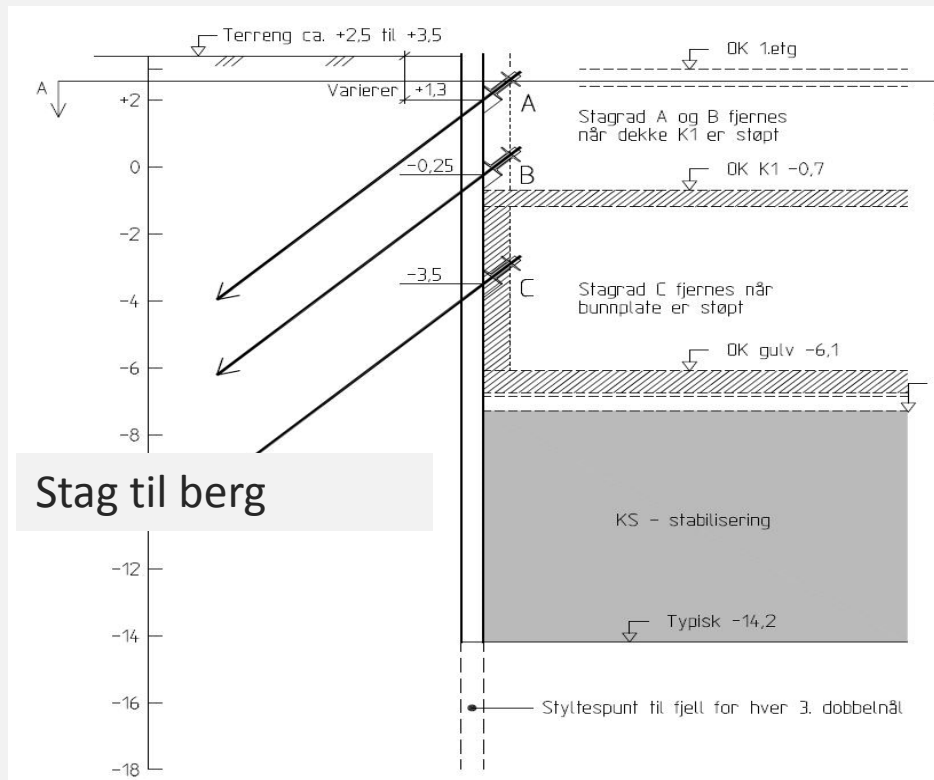 Terreng ca. +2,5 til +3,5
OK 1.etg
A
Varierer +1,3
A
Stagrad A og B fjernes
når dekke K1 er støpt
+2
0
-0,25
B
OK K1 -0,7
-2
-3,5
C
Stagrad C fjernes når
bunnplate er støpt
-4
OK gulv -6,1
-6
-8
Stag til berg
KS - stabilisering
-12
Typisk -14,2
-14
-16
Styltespunt til fjell for hver 3. dobbelnål
-18